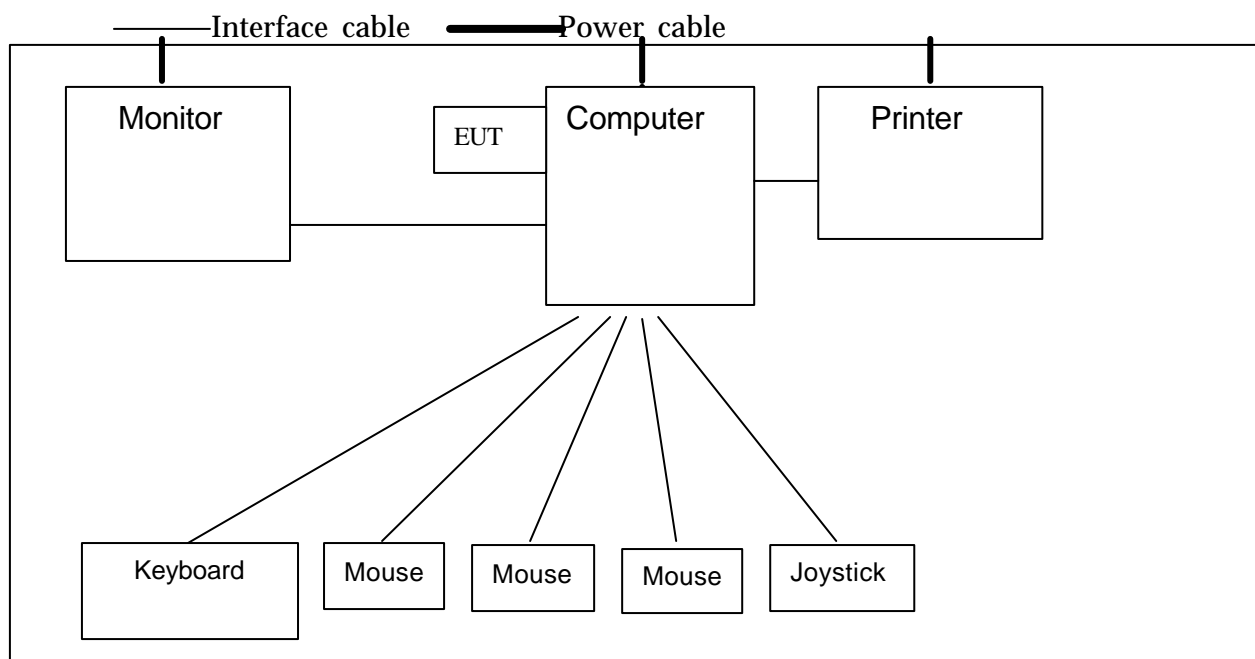 Interface cable Power cable
Monitor
EUT
Computer
Printer
Keyboard
Mouse
Mouse
Mouse
Joystick